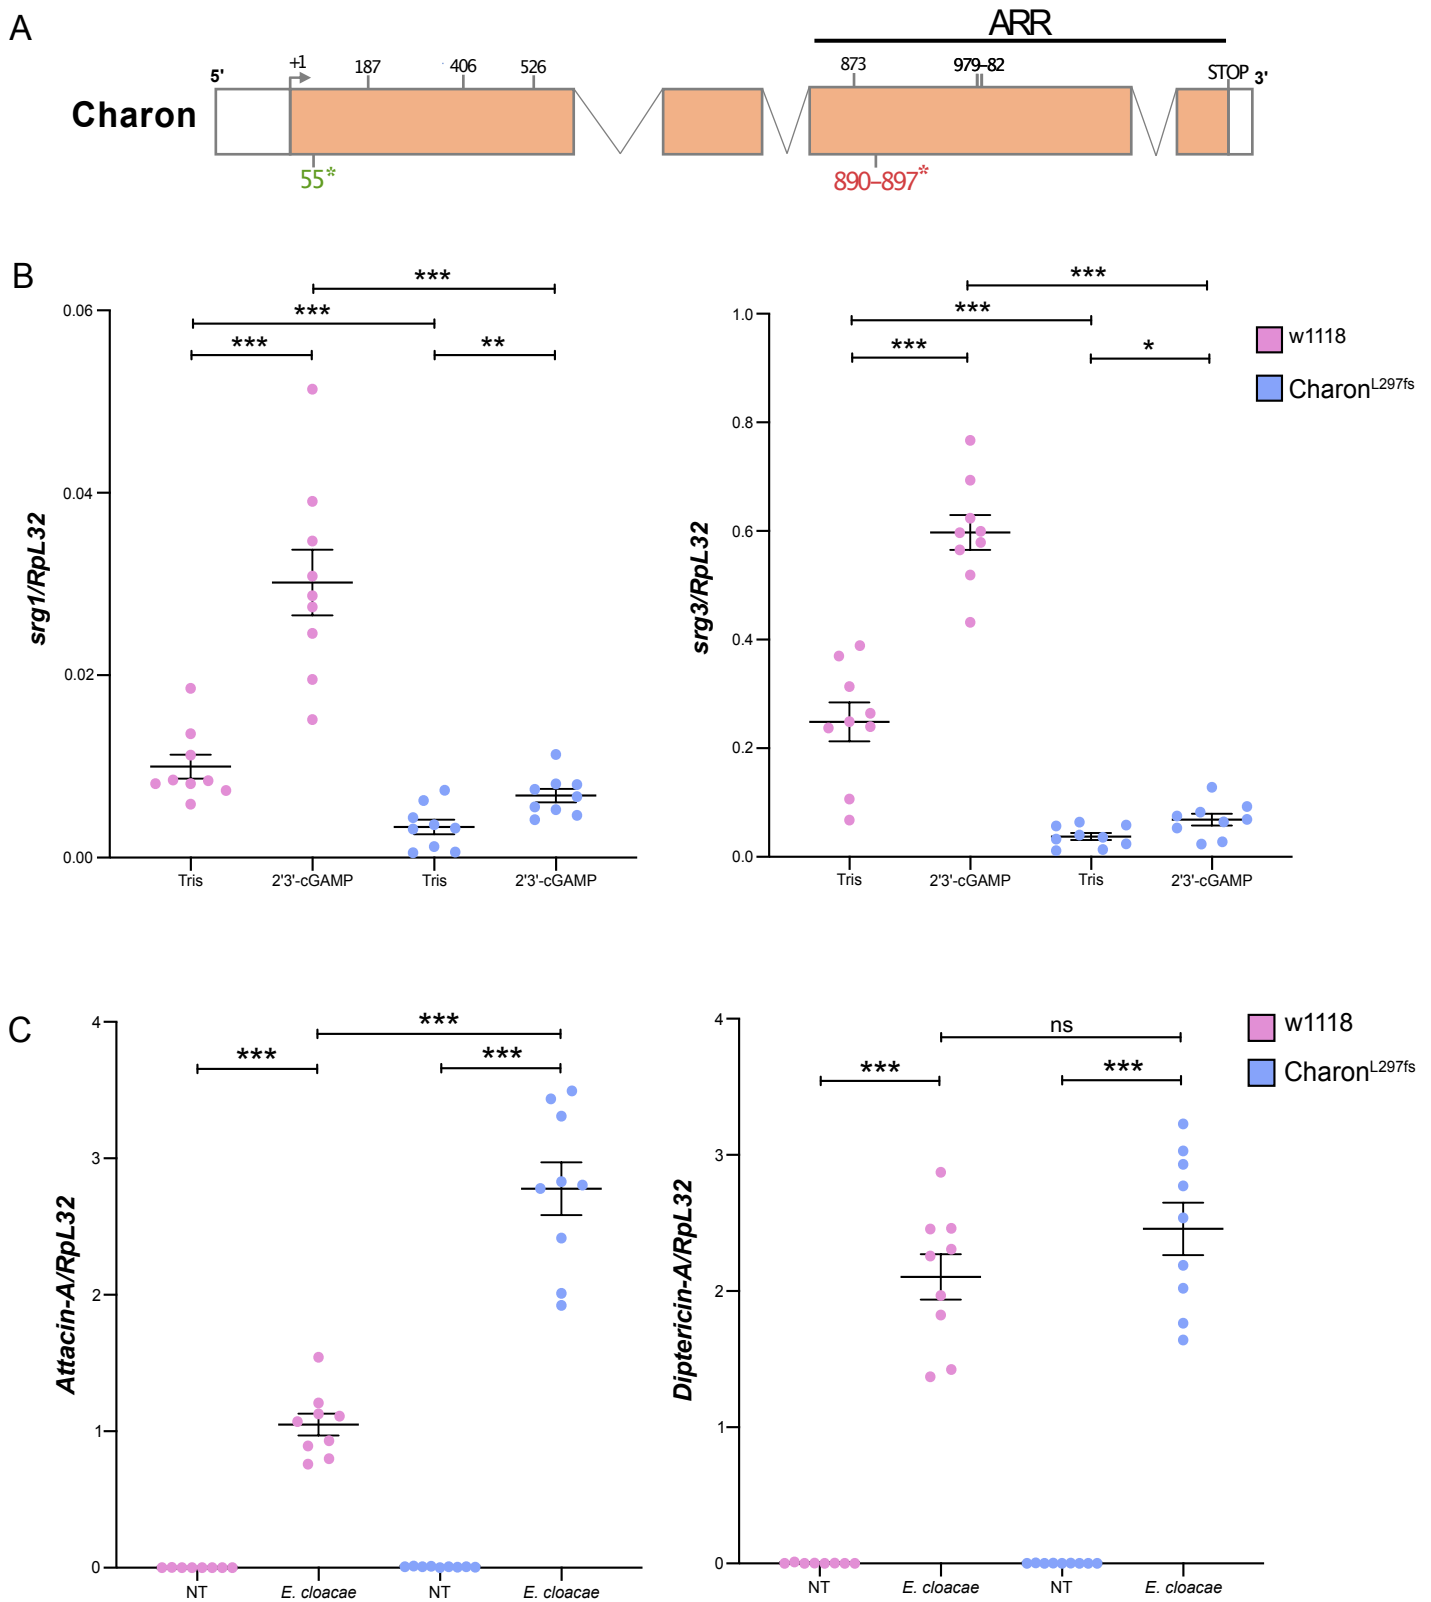 A
ARR
5'
+1
187
406
526
873
979–82
STOP
3'
Charon
55*
890–897*
B
***
***
***
**
0.06
0.04
0.02
0.00
srg1/RpL32
Tris
2'3'-cGAMP
Tris
2'3'-cGAMP
***
***
***
*
1.0
0.8
0.6
0.4
0.2
0.0
srg3/RpL32
Tris
2'3'-cGAMP
Tris
2'3'-cGAMP
w1118
CharonL297fs
C
***
***
***
4
3
2
1
0
Attacin-A/RpL32
NT
E. cloacae
NT
E. cloacae
ns
***
***
4
3
2
1
0
Diptericin-A/RpL32
NT
E. cloacae
NT
E. cloacae
w1118
CharonL297fs